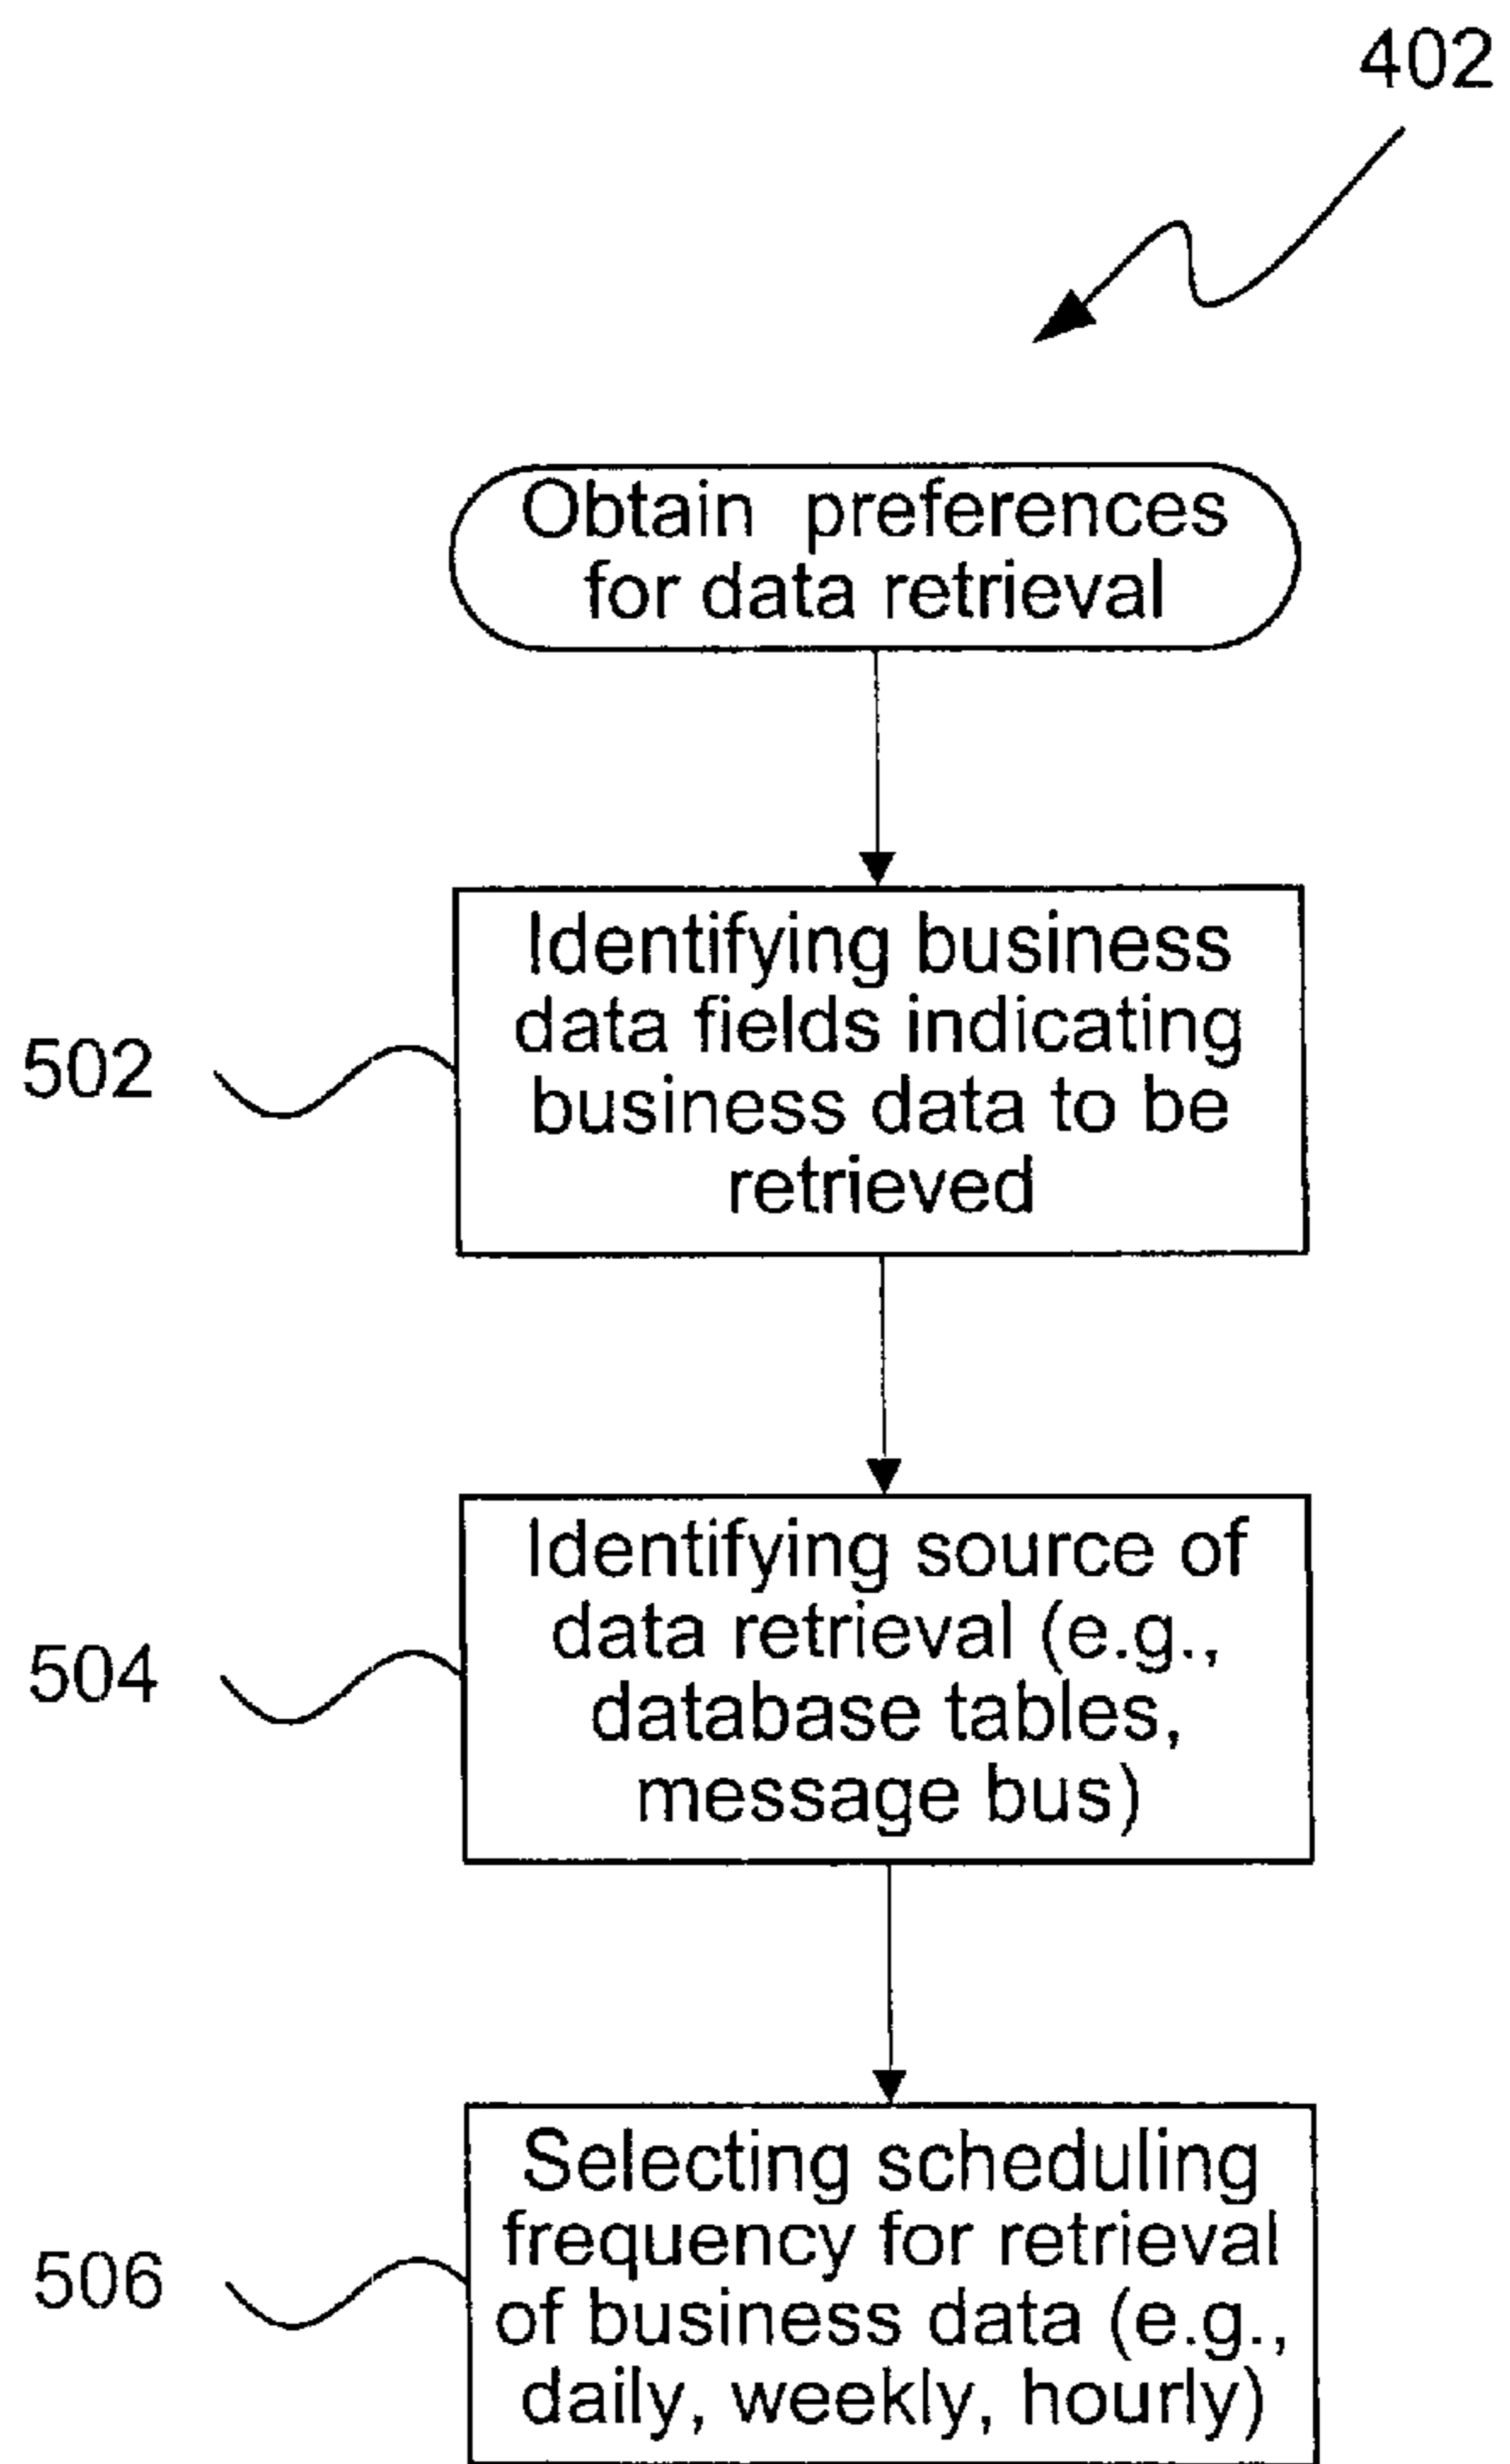 402
Obtain preferences
for data retrieval
502
Identifying business
data fields indicating
business data to be
retrieved
504
Identifying source of
data retrieval (e.g.,
database tables,
message bus)
506
Selecting scheduling
frequency for retrieval
of business data (e.g.,
daily, weekly, hourly)